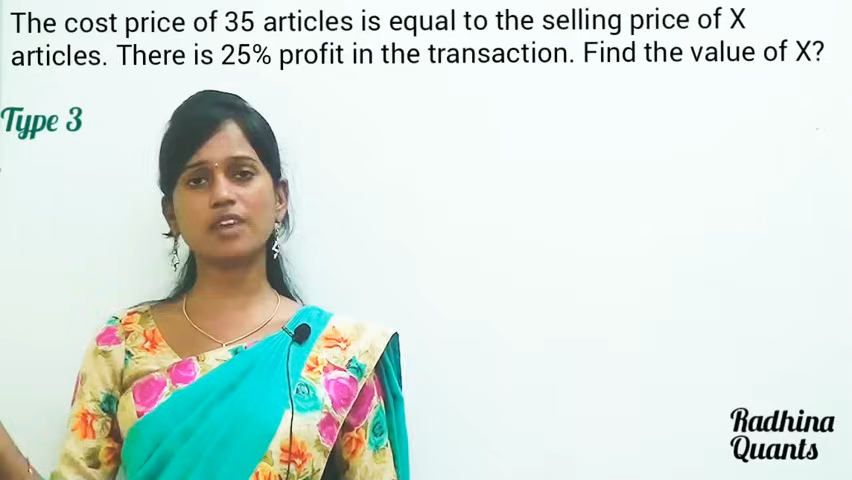 The cost price of 35 articles is equal to the selling price of X
articles. There is 25% profit in the transaction. Find the value of X?
Type 3
Radhina
Quants